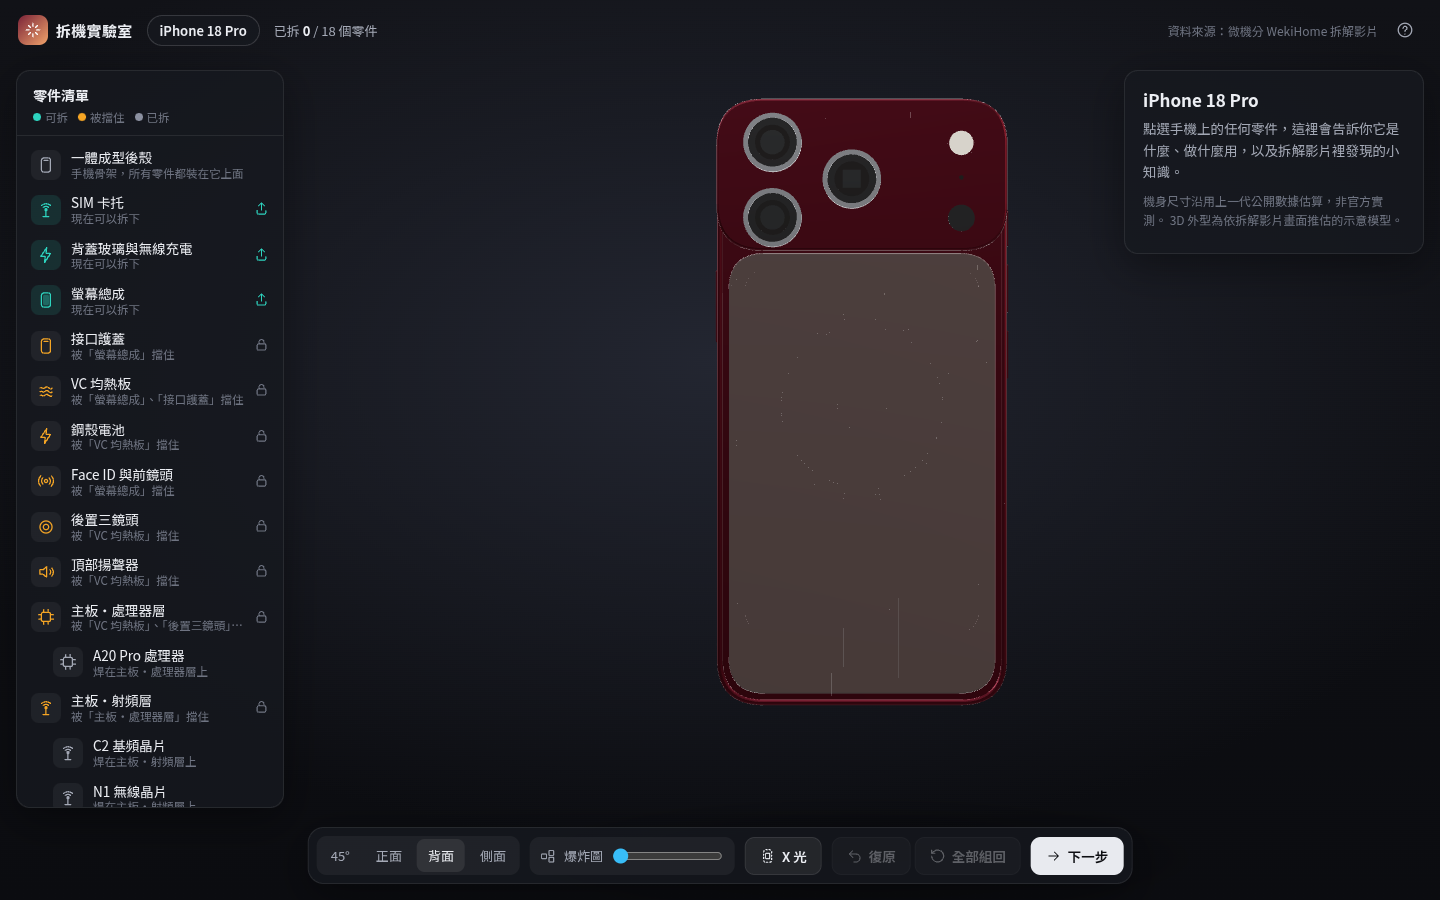 拆機實驗室
iPhone 18 Pro
已拆 0 / 18 個零件
資料來源：微機分 WekiHome 拆解影片
零件清單
可拆
被擋住
已拆
一體成型後殼
手機骨架，所有零件都裝在它上面
SIM 卡托
現在可以拆下
背蓋玻璃與無線充電
現在可以拆下
螢幕總成
現在可以拆下
接口護蓋
被「螢幕總成」擋住
VC 均熱板
被「螢幕總成」、「接口護蓋」擋住
鋼殼電池
被「VC 均熱板」擋住
Face ID 與前鏡頭
被「螢幕總成」擋住
後置三鏡頭
被「VC 均熱板」擋住
頂部揚聲器
被「VC 均熱板」擋住
主板・處理器層
被「VC 均熱板」、「後置三鏡頭」…
A20 Pro 處理器
焊在主板・處理器層上
主板・射頻層
被「主板・處理器層」擋住
C2 基頻晶片
焊在主板・射頻層上
N1 無線晶片
焊在主板・射頻層上
iPhone 18 Pro
點選手機上的任何零件，這裡會告訴你它是
什麼、做什麼用，以及拆解影片裡發現的小
知識。
機身尺寸沿用上一代公開數據估算，非官方實
測。 3D 外型為依拆解影片畫面推估的示意模型。
45°
正面
背面
側面
爆炸圖
X 光
復原
全部組回
下一步